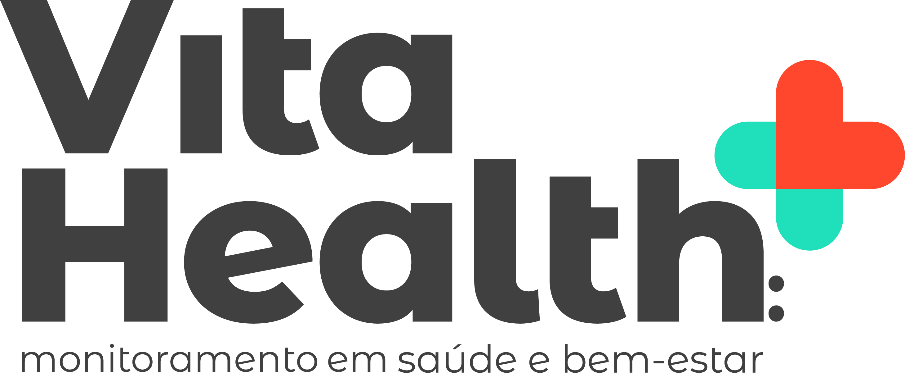 Vita
Health:
monitoramento em saúde e bem-estar